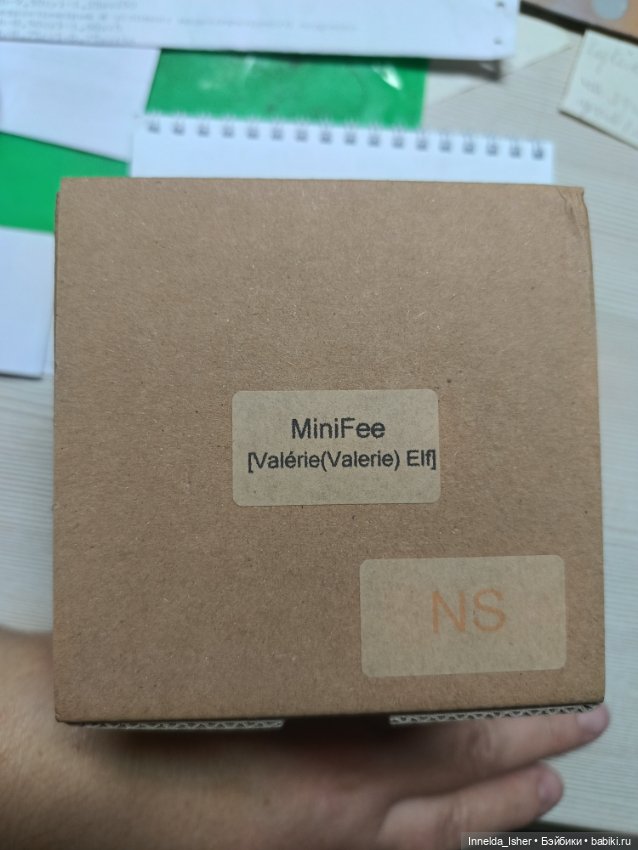 MiniFee
[Valérie(Valerie) Elf]
NS
Innelda_Isher • Бэйбики • babiki.ru